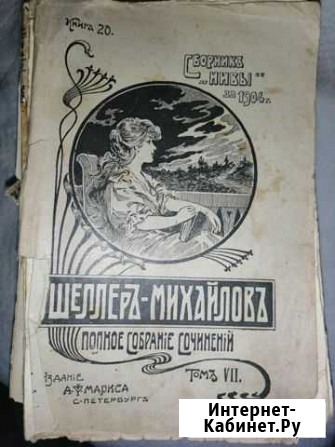 Книга 20.
Сборникъ
„НИВЫ"
за 1904 г.
ШЕЛЛЕРЪ-МИХАЙЛОВЪ
ПОЛНОЕ СОБРАНІЕ СОЧИНЕНІЙ
ИЗДАНІЕ
А.Ф. МАРКСА
С-ПЕТЕРБУРГЪ
Томъ VII.
Интернет-
Кабинет.Ру